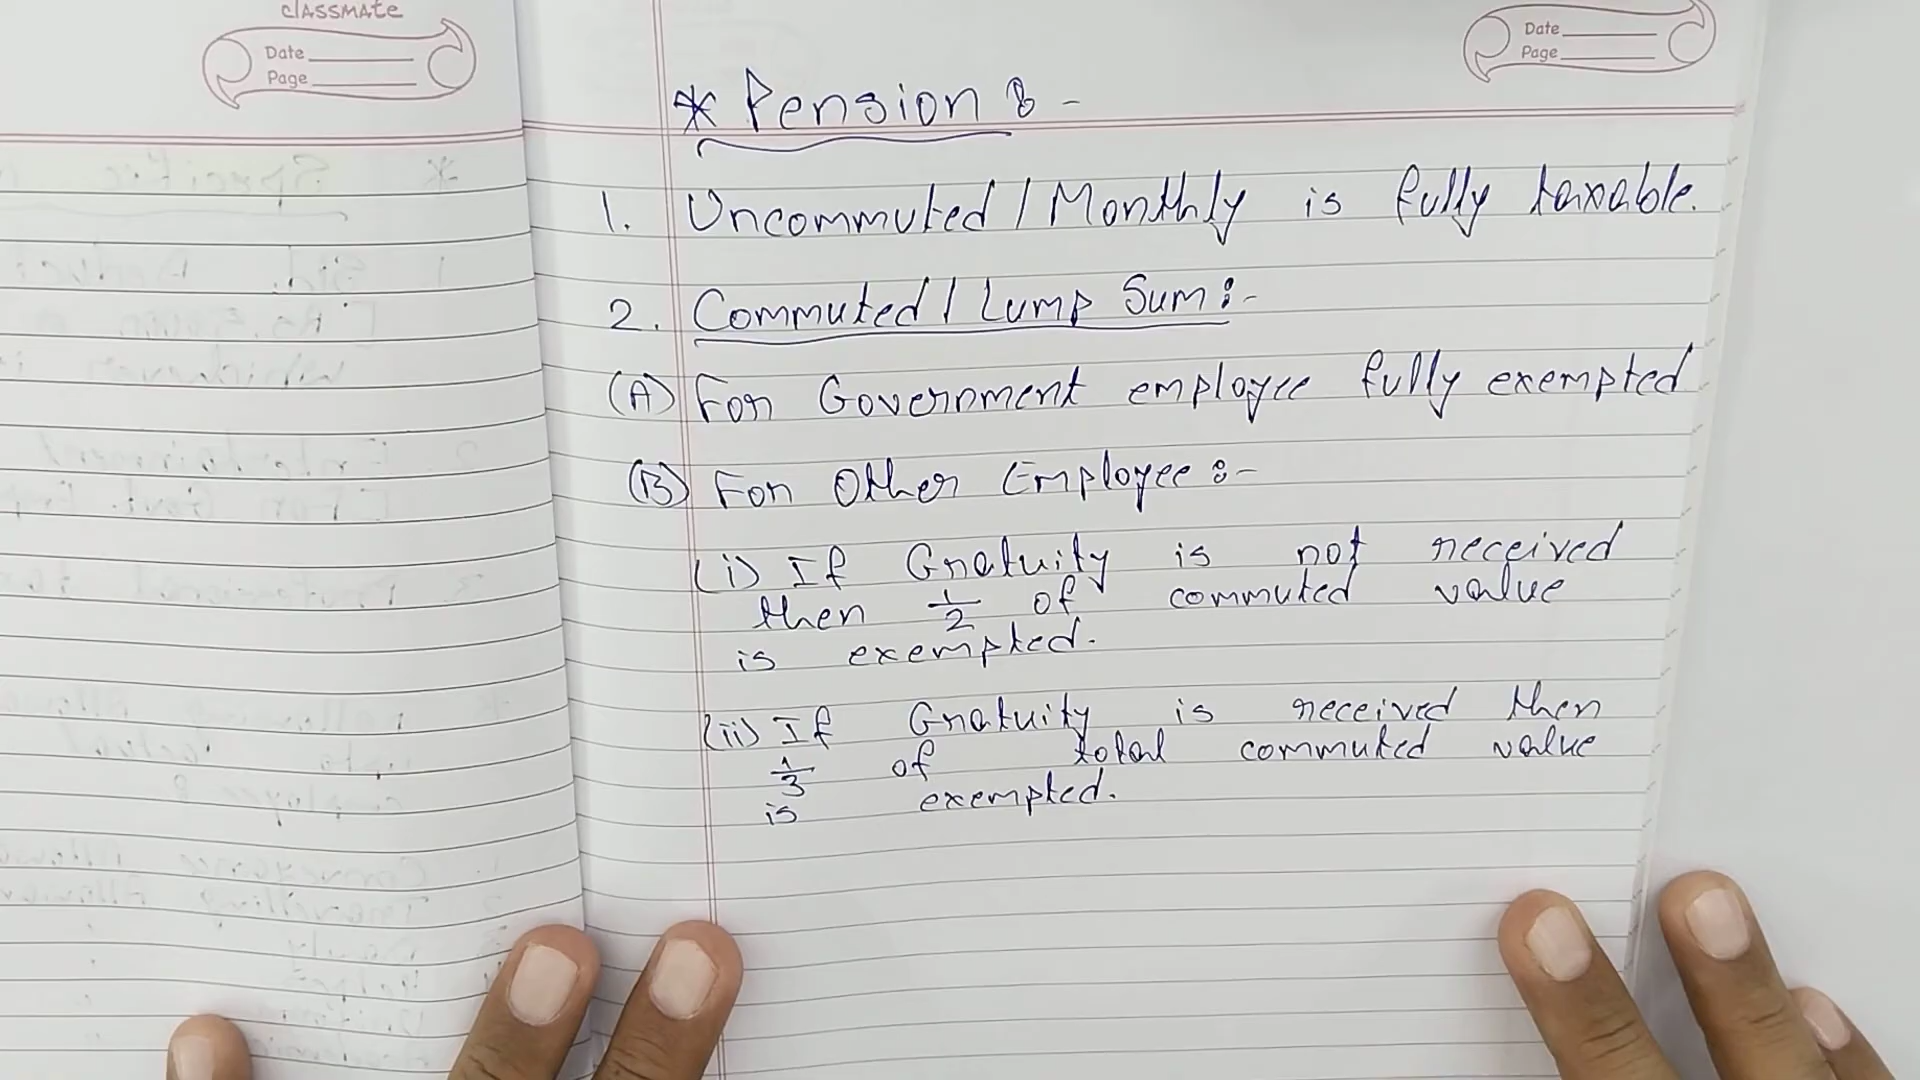 classmate
Date
Page
Date
Page
* Pension :-
1. Uncommuted / Monthly is fully taxable.
2. Commuted / Lump Sum :-
(A) For Government employee fully exempted
(B) For Other Employee :-
(i) If Gratuity is not received
then 1/2 of commuted value
is exempted.
(ii) If Gratuity is received then
1/3 of total commuted value
is exempted.